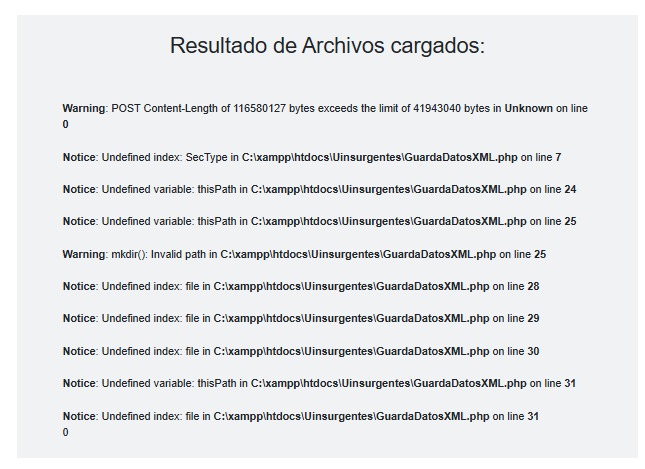 Resultado de Archivos cargados:
Warning: POST Content-Length of 116580127 bytes exceeds the limit of 41943040 bytes in Unknown on line
0
Notice: Undefined index: SecType in C:\xampp\htdocs\Uinsurgentes\GuardaDatosXML.php on line 7
Notice: Undefined variable: thisPath in C:\xampp\htdocs\Uinsurgentes\GuardaDatosXML.php on line 24
Notice: Undefined variable: thisPath in C:\xampp\htdocs\Uinsurgentes\GuardaDatosXML.php on line 25
Warning: mkdir(): Invalid path in C:\xampp\htdocs\Uinsurgentes\GuardaDatosXML.php on line 25
Notice: Undefined index: file in C:\xampp\htdocs\Uinsurgentes\GuardaDatosXML.php on line 28
Notice: Undefined index: file in C:\xampp\htdocs\Uinsurgentes\GuardaDatosXML.php on line 29
Notice: Undefined index: file in C:\xampp\htdocs\Uinsurgentes\GuardaDatosXML.php on line 30
Notice: Undefined variable: thisPath in C:\xampp\htdocs\Uinsurgentes\GuardaDatosXML.php on line 31
Notice: Undefined index: file in C:\xampp\htdocs\Uinsurgentes\GuardaDatosXML.php on line 31
0